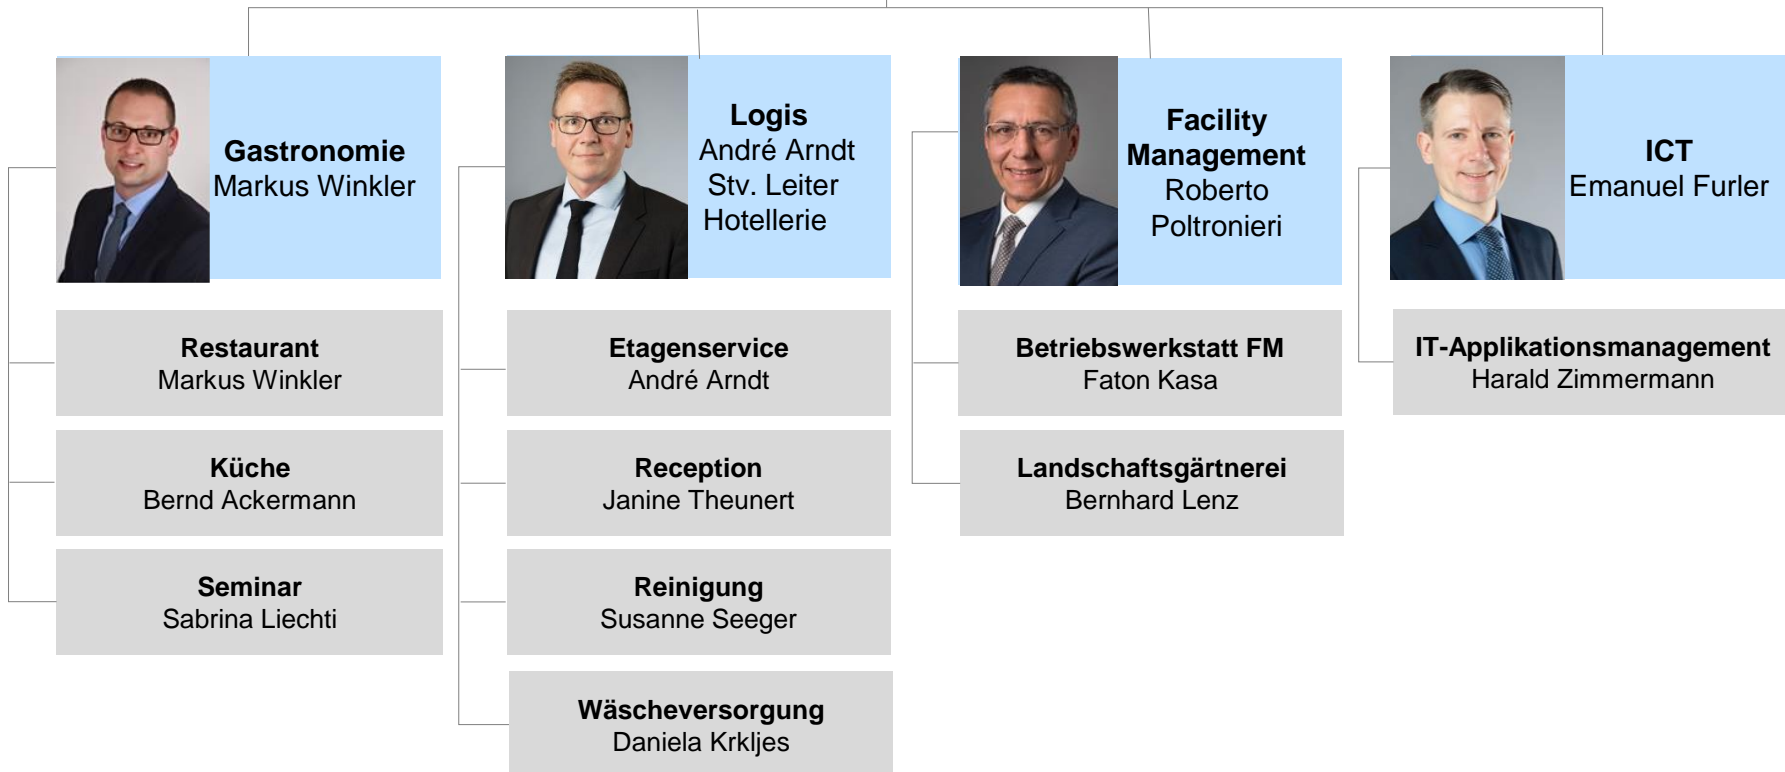 Gastronomie
Markus Winkler
Logis
André Arndt
Stv. Leiter
Hotellerie
Facility
Management
Roberto
Poltronieri
ICT
Emanuel Furler
Restaurant
Markus Winkler
Küche
Bernd Ackermann
Seminar
Sabrina Liechti
Etagenservice
André Arndt
Reception
Janine Theunert
Reinigung
Susanne Seeger
Wäscheversorgung
Daniela Krkljes
Betriebswerkstatt FM
Faton Kasa
Landschaftsgärtnerei
Bernhard Lenz
IT-Applikationsmanagement
Harald Zimmermann